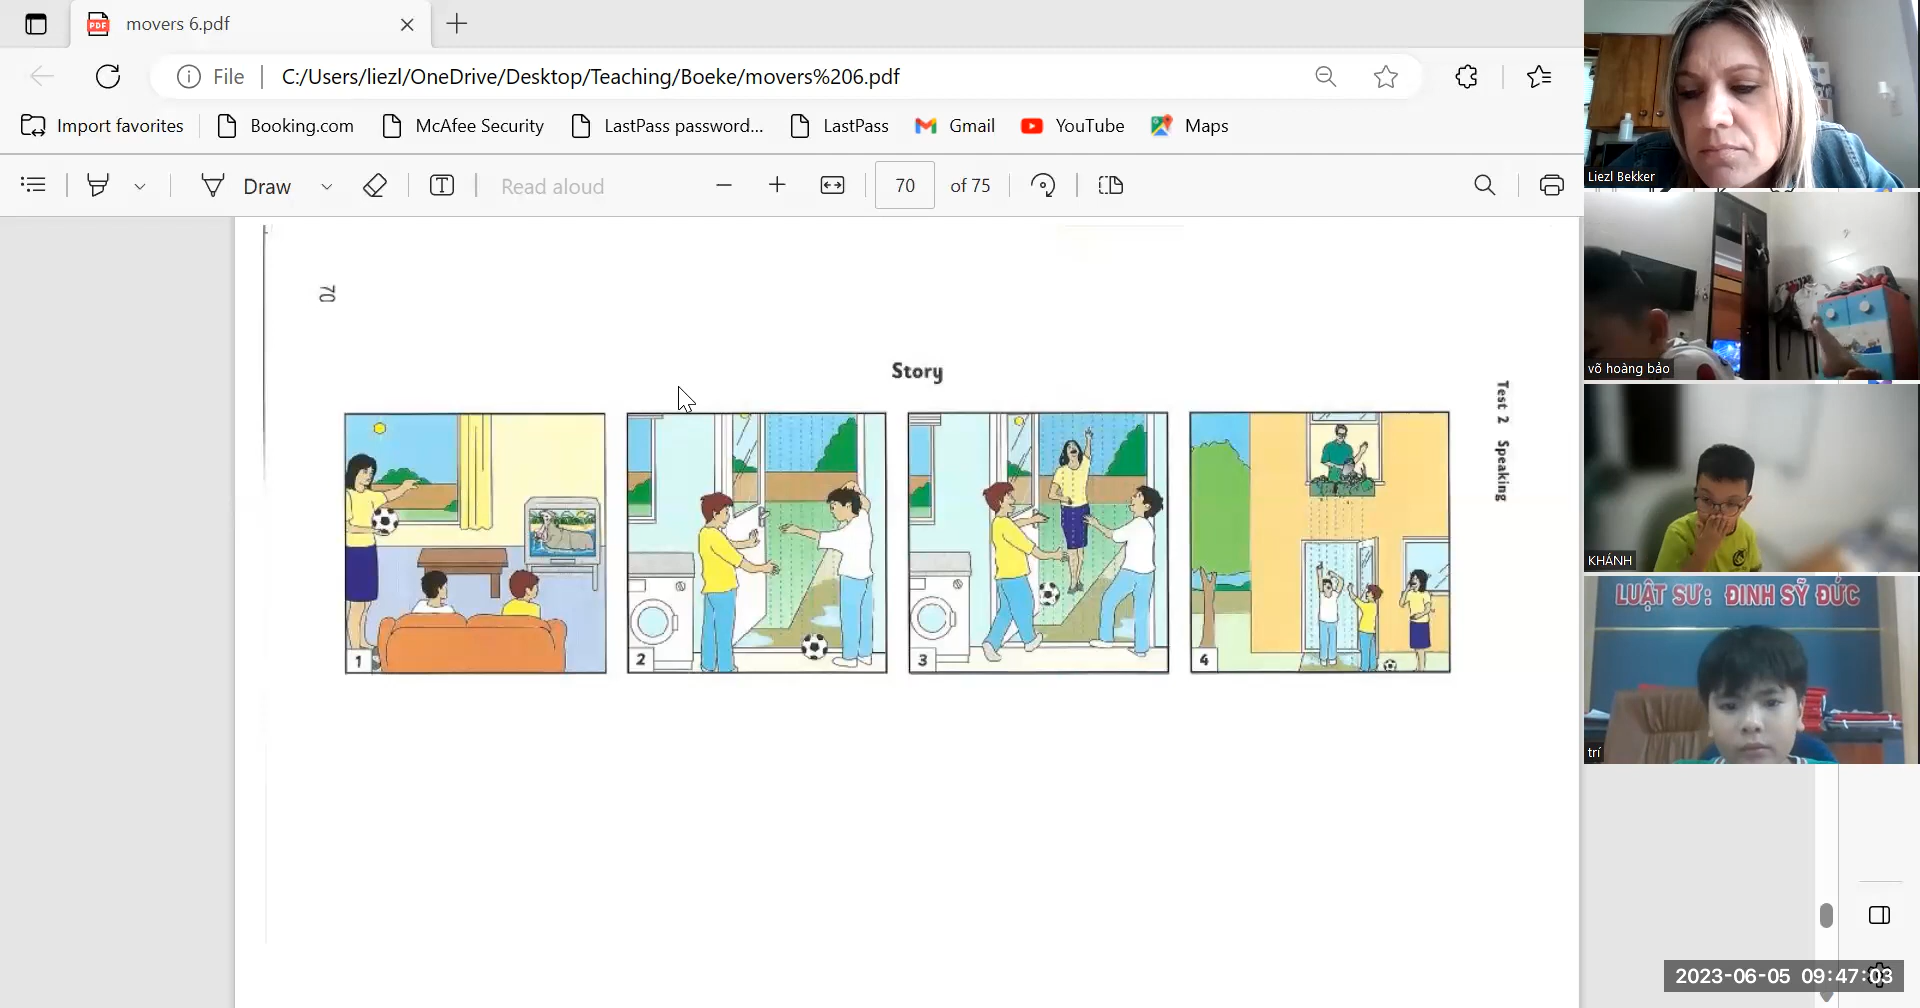 movers 6.pdf
File
C:/Users/liezl/OneDrive/Desktop/Teaching/Boeke/movers%206.pdf
Import favorites
Booking.com
McAfee Security
LastPass password...
LastPass
Gmail
YouTube
Maps
Draw
Read aloud
70
of 75
70
Story
Test 2 Speaking
1
2
3
4
Liezl Bekker
võ hoàng bảo
KHÁNH
LUẬT SƯ: ĐINH SỸ ĐỨC
trí
2023-06-05 09:47:03